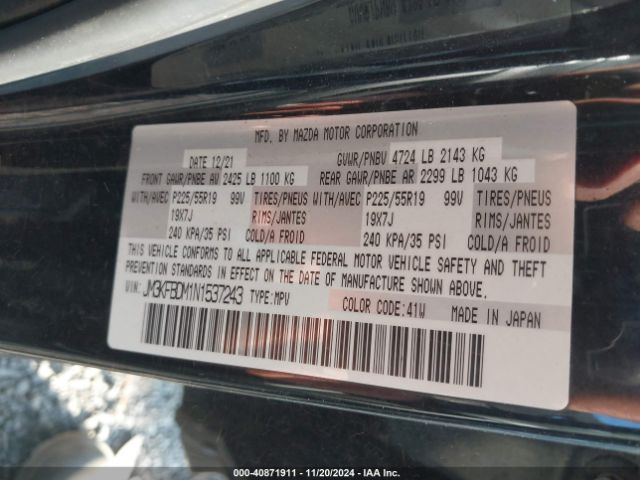 MFD. BY MAZDA MOTOR CORPORATION
DATE 12/21 GVWR/PNBV 4724 LB 2143 KG
FRONT GAWR/PNBE AV 2425 LB 1100 KG REAR GAWR/PNBE AR 2299 LB 1043 KG
WITH/AVEC P225/55R19 99V TIRES/PNEUS WITH/AVEC P225/55R19 99V TIRES/PNEUS
19X7J RIMS/JANTES 19X7J RIMS/JANTES
240 KPA/35 PSI COLD/A FROID 240 KPA/35 PSI COLD/A FROID
THIS VEHICLE CONFORMS TO ALL APPLICABLE FEDERAL MOTOR VEHICLE SAFETY AND THEFT
PREVENTION STANDARDS IN EFFECT ON THE DATE OF MANUFACTURE SHOWN ABOVE.
VIN: JM3KFBDM1N1537243 TYPE:MPV COLOR CODE:41W MADE IN JAPAN
000-40871911 - 11/20/2024 - IAA Inc.